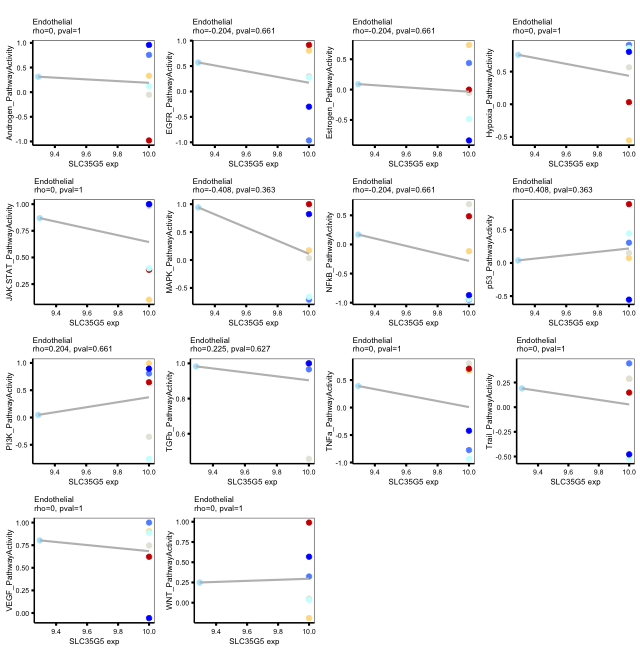 Endothelial
rho=0, pval=1
Androgen_PathwayActivity
1.0
0.5
0.0
-0.5
-1.0
9.4 9.6 9.8 10.0
SLC35G5 exp
Endothelial
rho=-0.204, pval=0.661
EGFR_PathwayActivity
1.0
0.5
0.0
-0.5
-1.0
9.4 9.6 9.8 10.0
SLC35G5 exp
Endothelial
rho=-0.204, pval=0.661
Estrogen_PathwayActivity
0.5
0.0
-0.5
9.4 9.6 9.8 10.0
SLC35G5 exp
Endothelial
rho=0, pval=1
Hypoxia_PathwayActivity
0.5
0.0
-0.5
9.4 9.6 9.8 10.0
SLC35G5 exp
Endothelial
rho=0, pval=1
JAK.STAT_PathwayActivity
1.00
0.75
0.50
0.25
9.4 9.6 9.8 10.0
SLC35G5 exp
Endothelial
rho=-0.408, pval=0.363
MAPK_PathwayActivity
1.0
0.5
0.0
-0.5
9.4 9.6 9.8 10.0
SLC35G5 exp
Endothelial
rho=-0.204, pval=0.661
NFkB_PathwayActivity
0.5
0.0
-0.5
-1.0
9.4 9.6 9.8 10.0
SLC35G5 exp
Endothelial
rho=0.408, pval=0.363
p53_PathwayActivity
0.5
0.0
-0.5
9.4 9.6 9.8 10.0
SLC35G5 exp
Endothelial
rho=0.204, pval=0.661
PI3K_PathwayActivity
1.0
0.5
0.0
-0.5
9.4 9.6 9.8 10.0
SLC35G5 exp
Endothelial
rho=0.225, pval=0.627
TGFb_PathwayActivity
1.0
0.8
0.6
9.4 9.6 9.8 10.0
SLC35G5 exp
Endothelial
rho=0, pval=1
TNFa_PathwayActivity
0.5
0.0
-0.5
-1.0
9.4 9.6 9.8 10.0
SLC35G5 exp
Endothelial
rho=0, pval=1
Trail_PathwayActivity
0.25
0.00
-0.25
-0.50
9.4 9.6 9.8 10.0
SLC35G5 exp
Endothelial
rho=0, pval=1
VEGF_PathwayActivity
1.00
0.75
0.50
0.25
0.00
9.4 9.6 9.8 10.0
SLC35G5 exp
Endothelial
rho=0, pval=1
WNT_PathwayActivity
1.00
0.75
0.50
0.25
0.00
9.4 9.6 9.8 10.0
SLC35G5 exp